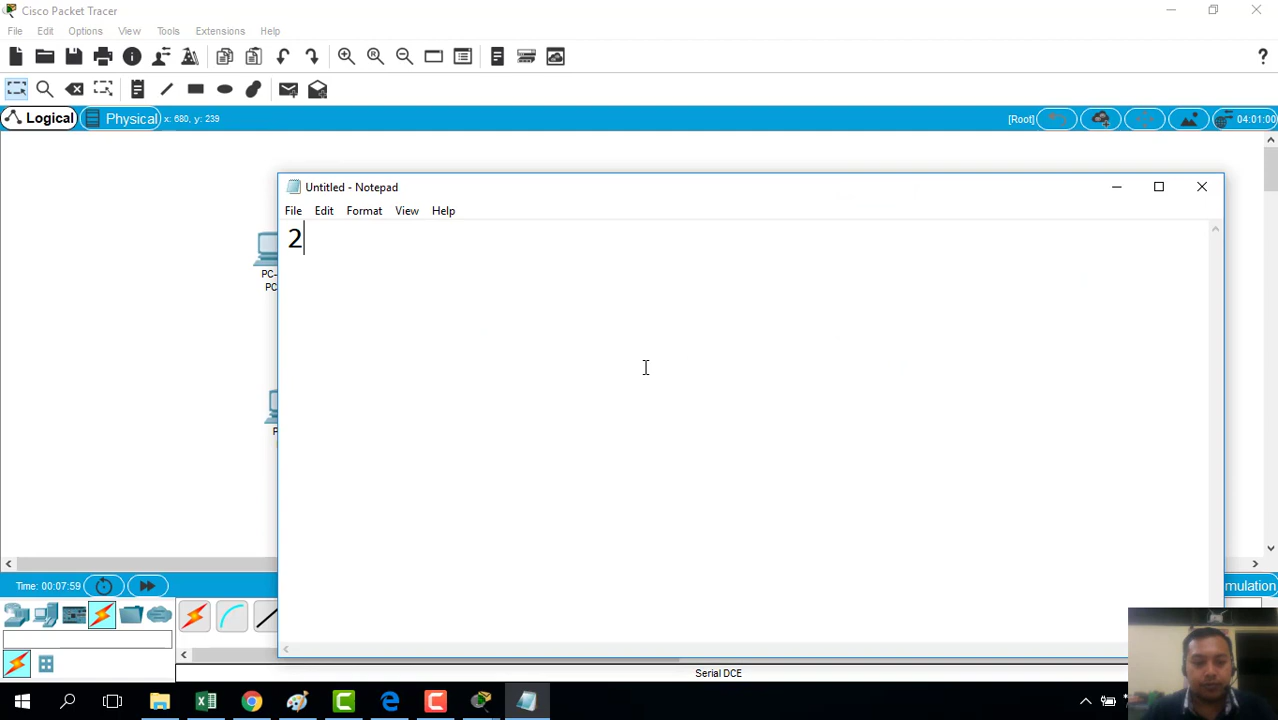 Cisco Packet Tracer
File Edit Options View Tools Extensions Help
Logical Physical x: 680, y: 239 [Root] 04:01:00
Untitled - Notepad
File Edit Format View Help
2
PC-
PC
P
Time: 00:07:59 mulation
Serial DCE